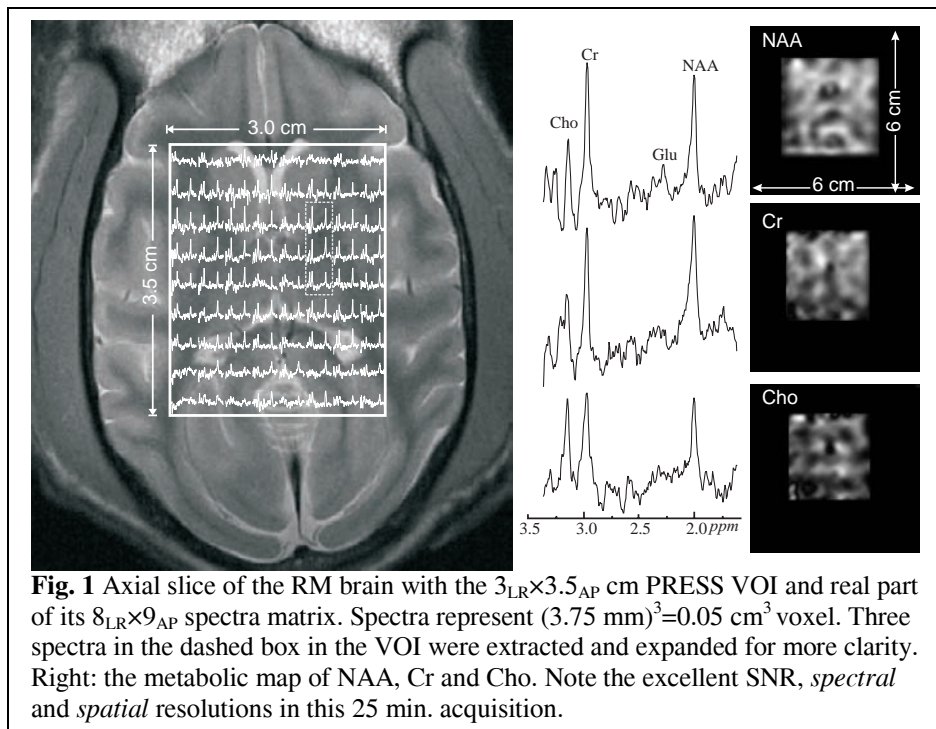 3.0 cm
3.5 cm
Cho
Cr
Glu
NAA
3.5
3.0
2.5
2.0
ppm
NAA
6 cm
6 cm
Cr
Cho
Fig. 1 Axial slice of the RM brain with the 3LR×3.5AP cm PRESS VOI and real part
of its 8LR×9AP spectra matrix. Spectra represent (3.75 mm)³=0.05 cm³ voxel. Three
spectra in the dashed box in the VOI were extracted and expanded for more clarity.
Right: the metabolic map of NAA, Cr and Cho. Note the excellent SNR, spectral
and spatial resolutions in this 25 min. acquisition.